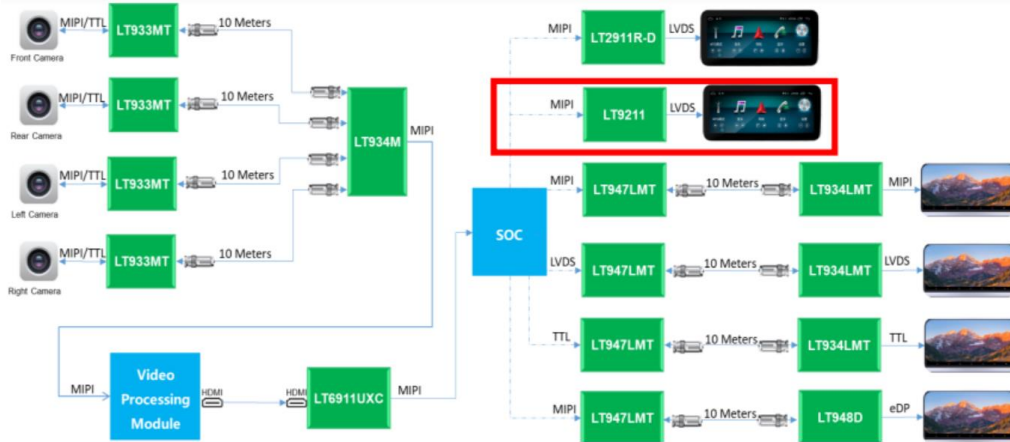 MIPI/TTL
LT933MT
10 Meters
Front Camera
MIPI/TTL
LT933MT
10 Meters
Rear Camera
LT934M
MIPI
MIPI/TTL
LT933MT
10 Meters
Left Camera
MIPI/TTL
LT933MT
10 Meters
Right Camera
MIPI
Video
Processing
Module
HDMI
HDMI
LT6911UXC
MIPI
SOC
MIPI
LT2911R-D
LVDS
MIPI
LT9211
LVDS
MIPI
LT947LMT
10 Meters
LT934LMT
MIPI
LVDS
LT947LMT
10 Meters
LT934LMT
LVDS
TTL
LT947LMT
10 Meters
LT934LMT
TTL
MIPI
LT947LMT
10 Meters
LT948D
eDP